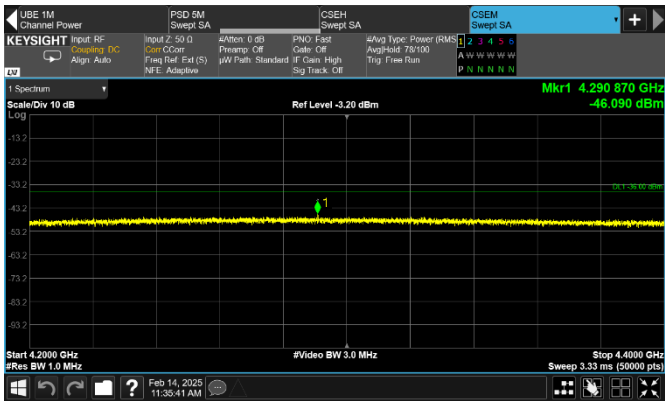 UBE 1M
Channel Power
PSD 5M
Swept SA
CSEH
Swept SA
CSEM
Swept SA
KEYSIGHT
Input: RF
Coupling: DC
Align: Auto
Input Z: 50 Ω
Corr CCorr
Freq Ref: Ext (S)
NFE: Adaptive
#Atten: 0 dB
Preamp: Off
µW Path: Standard
PNO: Fast
Gate: Off
IF Gain: High
Sig Track: Off
#Avg Type: Power (RMS)
Avg|Hold: 78/100
Trig: Free Run
1 2 3 4 5 6
A W W W W W
P N N N N N
LXI
1 Spectrum
Mkr1 4.290 870 GHz
Scale/Div 10 dB
Ref Level -3.20 dBm
-46.090 dBm
Log
-13.2
-23.2
-33.2
DL1 -36.00 dBm
-43.2
1
-53.2
-63.2
-73.2
-83.2
-93.2
Start 4.2000 GHz
#Video BW 3.0 MHz
Stop 4.4000 GHz
#Res BW 1.0 MHz
Sweep 3.33 ms (50000 pts)
Feb 14, 2025
11:35:41 AM